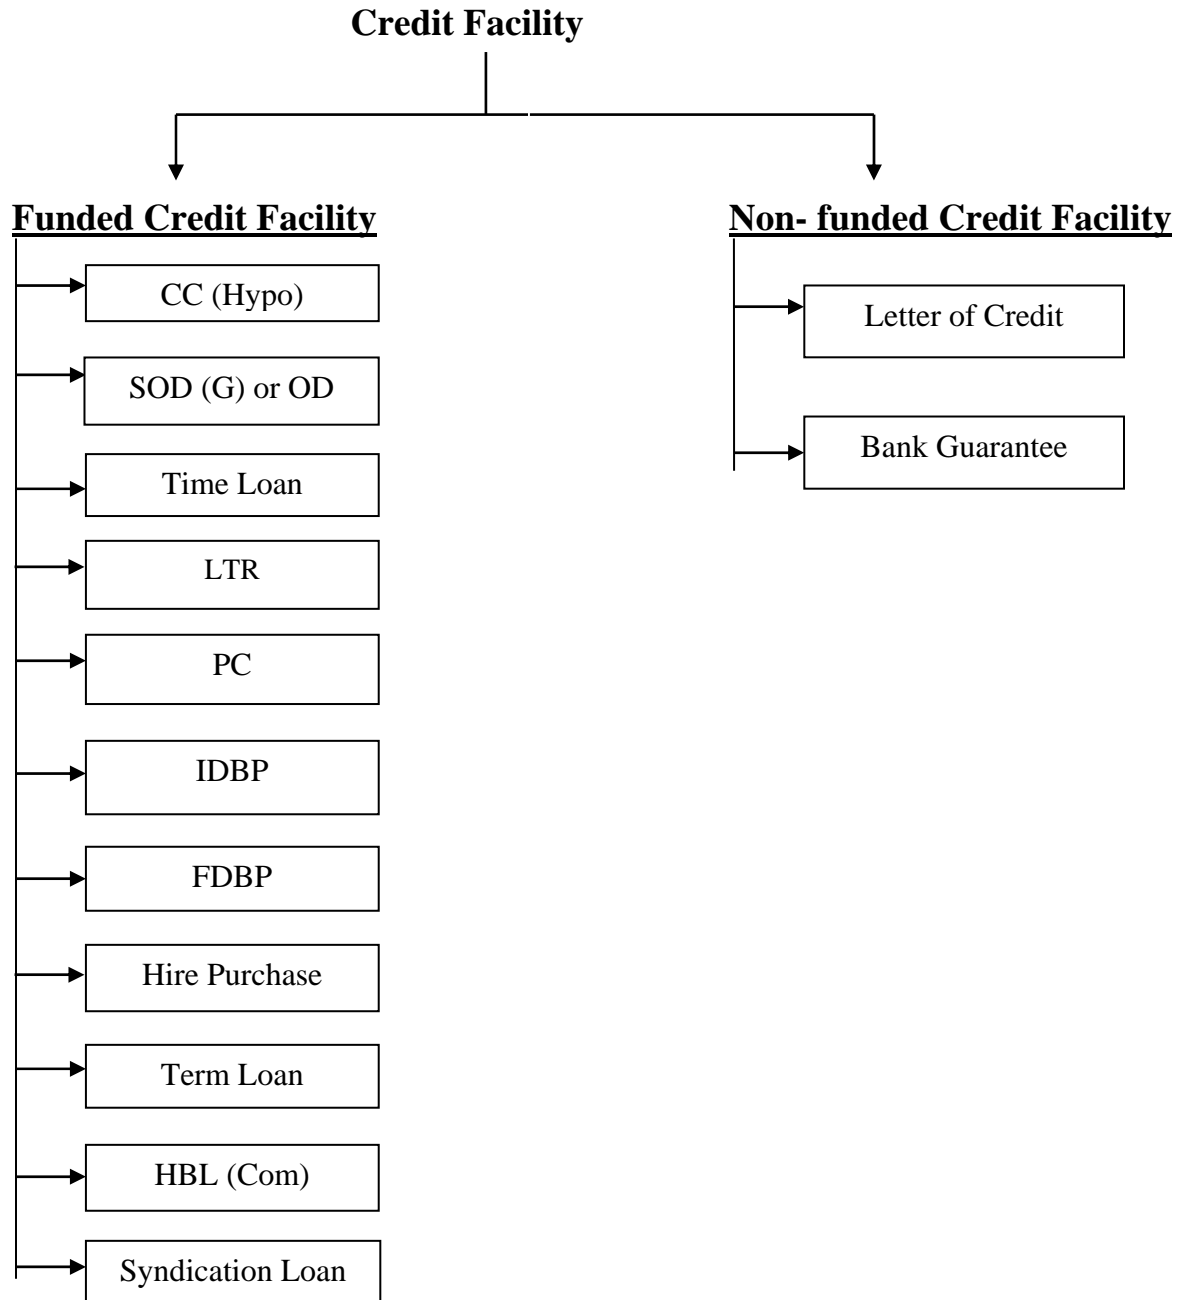 Credit Facility
Funded Credit Facility
CC (Hypo)
SOD (G) or OD
Time Loan
LTR
PC
IDBP
FDBP
Hire Purchase
Term Loan
HBL (Com)
Syndication Loan
Non- funded Credit Facility
Letter of Credit
Bank Guarantee